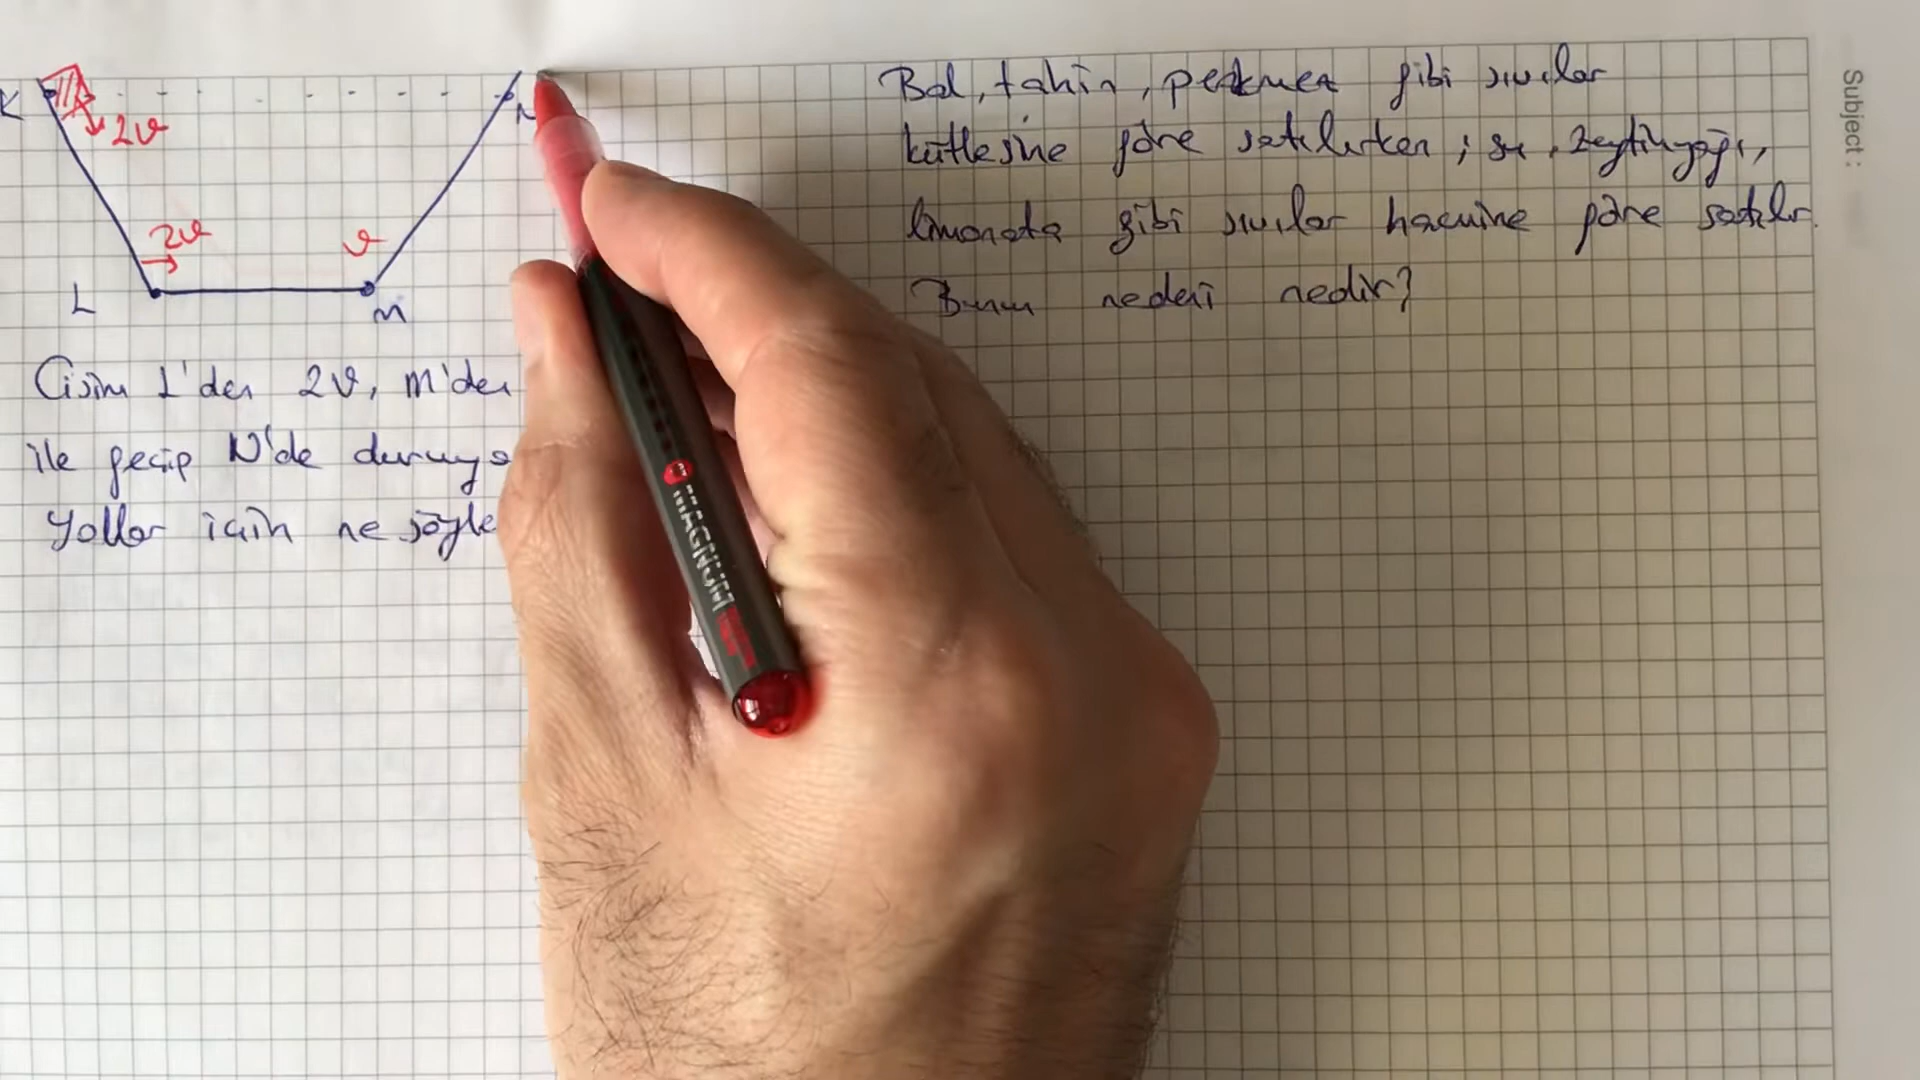 K
2v
2v
v
L
M
N
Cisim L'den 2v, M'den
ile geçip N'de duruyo
Yollar için ne söyle
Bal, tahin, pekmez gibi sıvılar
kütlesine göre satılırken; su, zeytinyağı,
limonata gibi sıvılar hacmine göre satılır.
Bunun nedeni nedir?
Subject:
MAGNUM